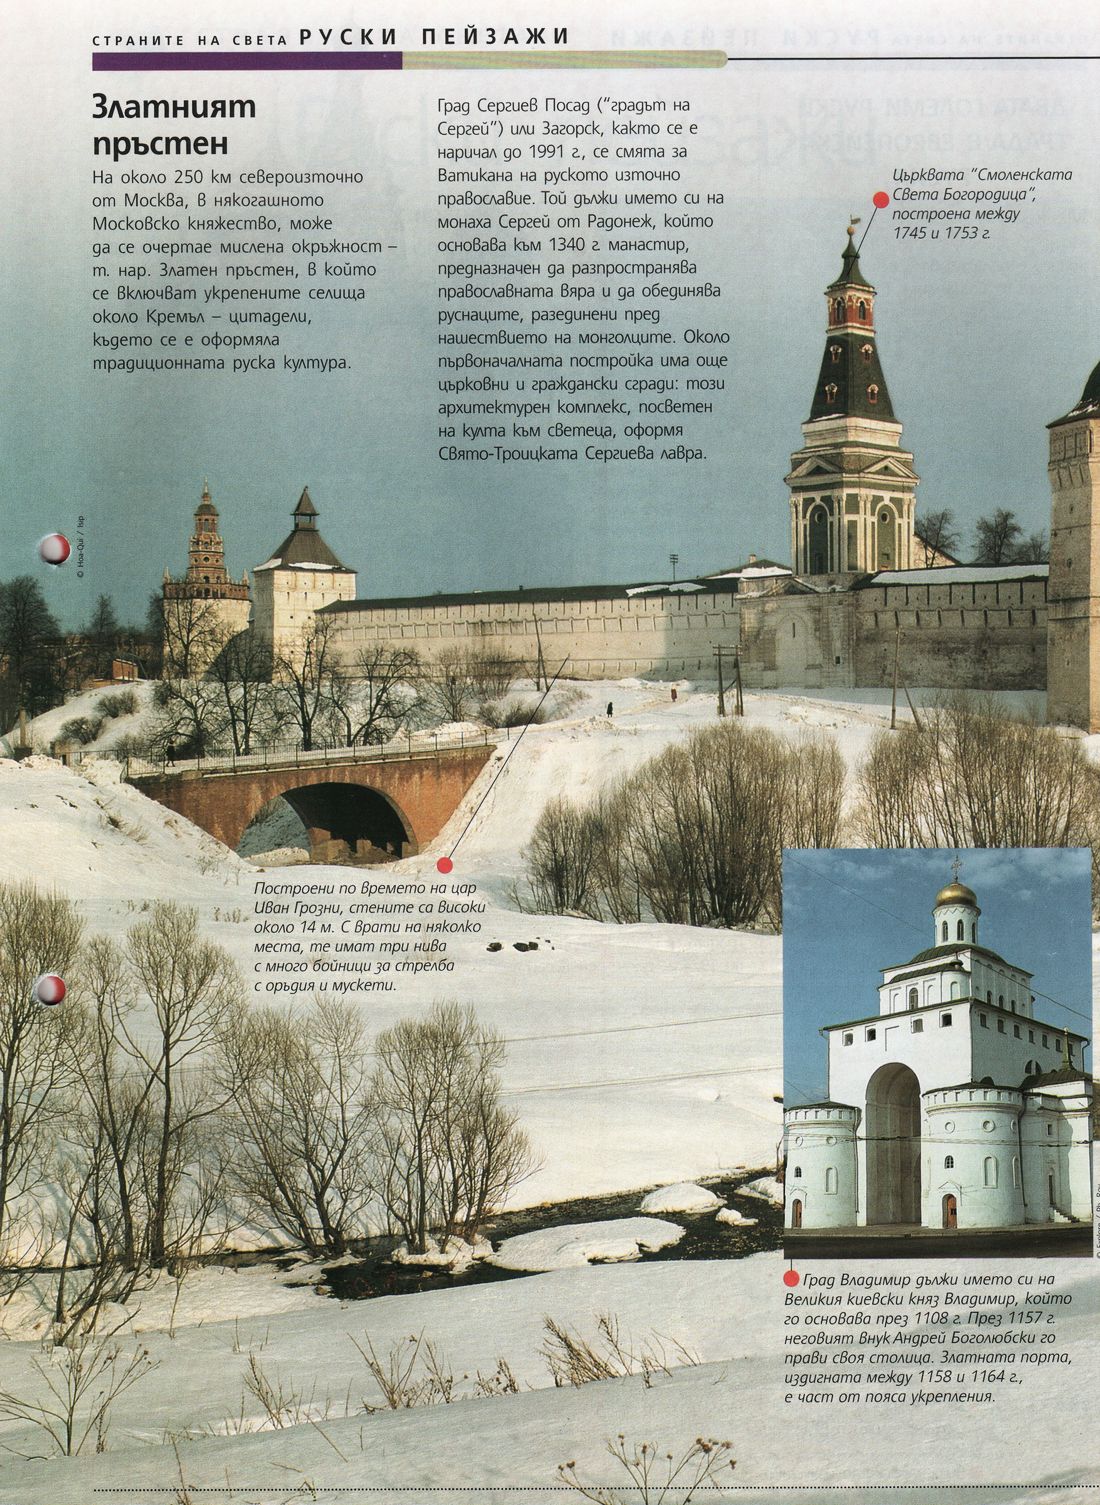 СТРАНИТЕ НА СВЕТА РУСКИ ПЕЙЗАЖИ
Златният
пръстен
На около 250 км североизточно
от Москва, в някогашното
Московско княжество, може
да се очертае мислена окръжност –
т. нар. Златен пръстен, в който
се включват укрепените селища
около Кремъл – цитадели,
където се е оформяла
традиционната руска култура.
Град Сергиев Посад (“градът на
Сергей”) или Загорск, както се е
наричал до 1991 г., се смята за
Ватикана на руското източно
православие. Той дължи името си на
монаха Сергей от Радонеж, който
основава към 1340 г. манастир,
предназначен да разпространява
православната вяра и да обединява
руснаците, разединени пред
нашествието на монголците. Около
първоначалната постройка има още
църковни и граждански сгради: този
архитектурен комплекс, посветен
на култа към светеца, оформя
Свято-Троицката Сергиева лавра.
Църквата “Смоленската
Света Богородица”,
построена между
1745 и 1753 г.
© Hoa-Qui / Isip
Построени по времето на цар
Иван Грозни, стените са високи
около 14 м. С врати на няколко
места, те имат три нива
с много бойници за стрелба
с оръдия и мускети.
Град Владимир дължи името си на
Великия киевски княз Владимир, който
го основава през 1108 г. През 1157 г.
неговият внук Андрей Боголюбски го
прави своя столица. Златната порта,
издигната между 1158 и 1164 г.,
е част от пояса укрепления.